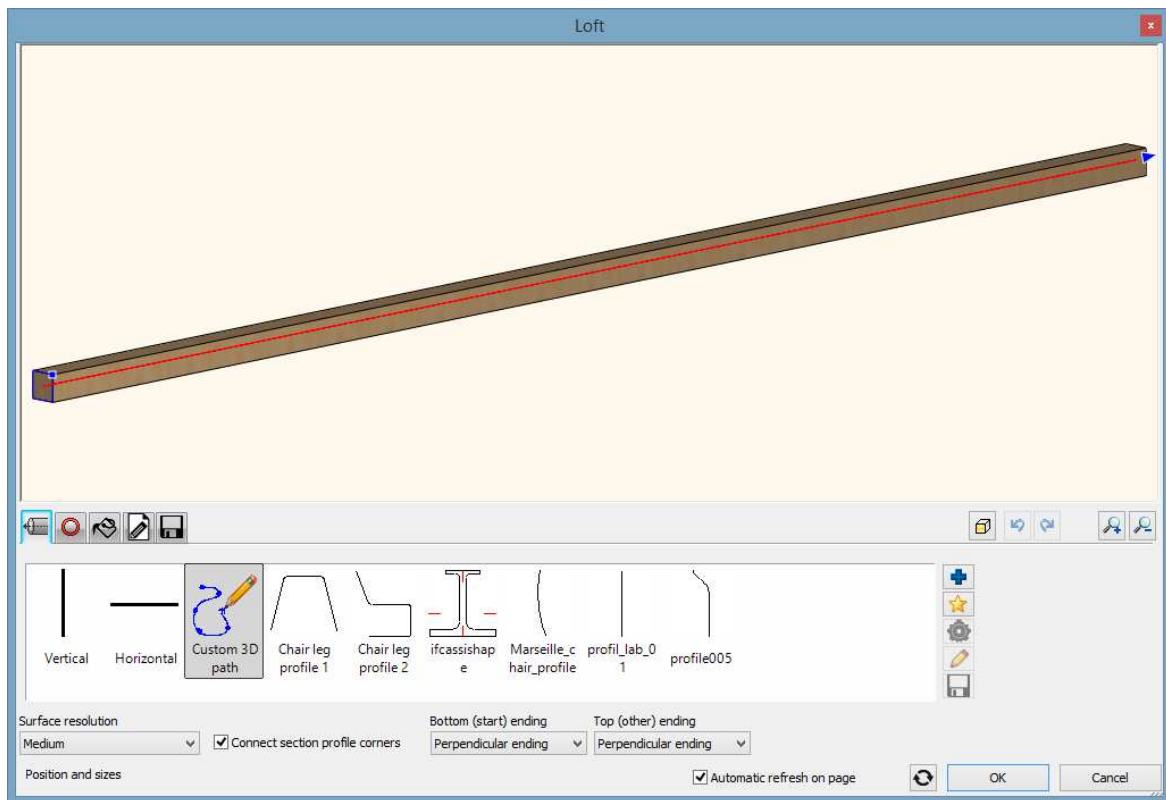 Loft
Vertical
Horizontal
Custom 3D
path
Chair leg
profile 1
Chair leg
profile 2
ifcassishap
e
Marseille_c
hair_profile
profil_lab_0
1
profile005
Surface resolution
Medium
Connect section profile corners
Bottom (start) ending
Perpendicular ending
Top (other) ending
Perpendicular ending
Position and sizes
Automatic refresh on page
OK
Cancel